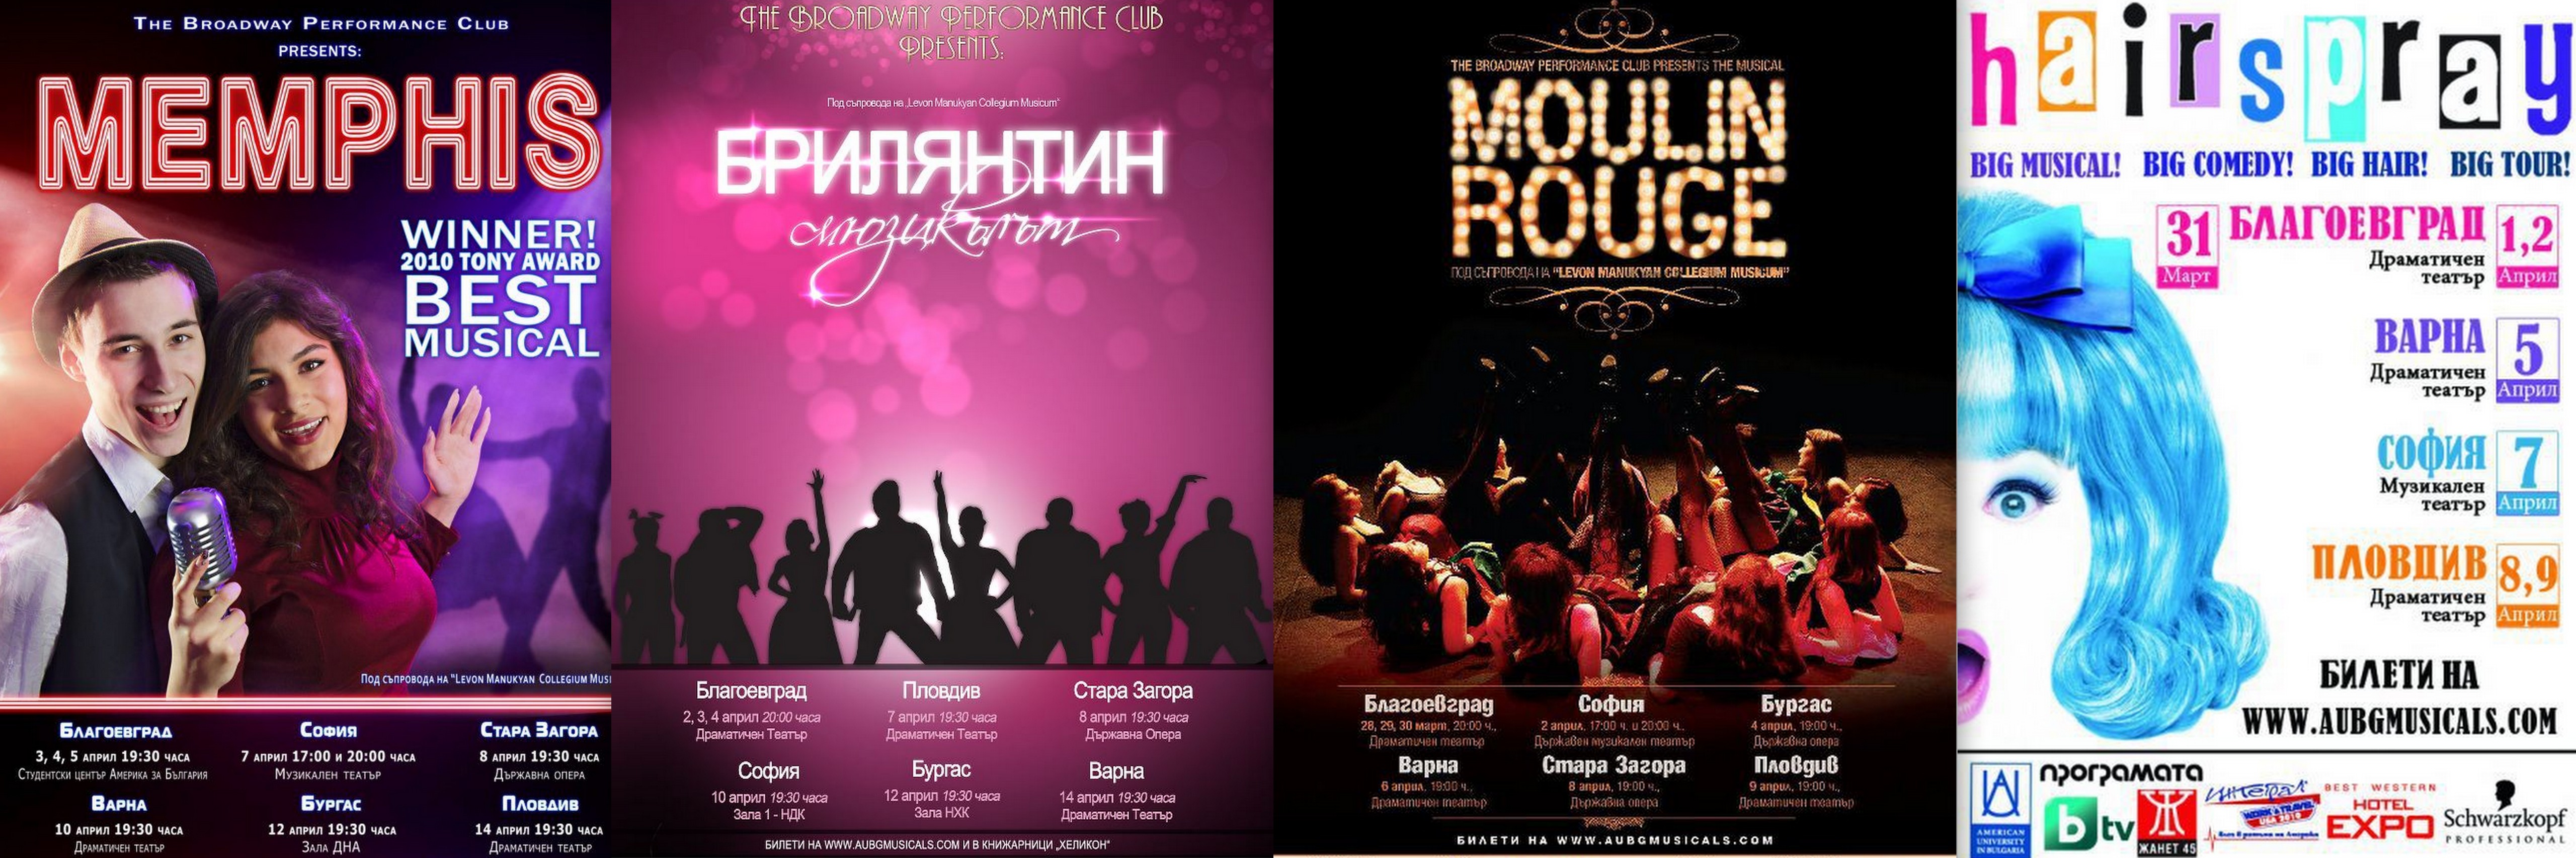 THE BROADWAY PERFORMANCE CLUB
PRESENTS:
MEMPHIS
WINNER!
2010 TONY AWARD
BEST
MUSICAL
ПОД СЪПРОВОДА НА "LEVON MANUKYAN COLLEGIUM MUSI
БЛАГОЕВГРАД
3, 4, 5 АПРИЛ 19:30 ЧАСА
СТУДЕНТСКИ ЦЕНТЪР АМЕРИКА ЗА БЪЛГАРИЯ
СОФИЯ
7 АПРИЛ 17:00 И 20:00 ЧАСА
МУЗИКАЛЕН ТЕАТЪР
СТАРА ЗАГОРА
8 АПРИЛ 19:30 ЧАСА
ДЪРЖАВНА ОПЕРА
ВАРНА
10 АПРИЛ 19:30 ЧАСА
ДРАМАТИЧЕН ТЕАТЪР
БУРГАС
12 АПРИЛ 19:30 ЧАСА
ЗАЛА ДНА
ПЛОВДИВ
14 АПРИЛ 19:30 ЧАСА
ДРАМАТИЧЕН ТЕАТЪР
THE BROADWAY PERFORMANCE CLUB
PRESENTS:
Под съпровода на „Levon Manukyan Collegium Musicum"
БРИЛЯНТИН
мюзикълът
Благоевград
2, 3, 4 април 20:00 часа
Драматичен Театър
Пловдив
7 април 19:30 часа
Драматичен Театър
Стара Загора
8 април 19:30 часа
Държавна Опера
София
10 април 19:30 часа
Зала 1 - НДК
Бургас
12 април 19:30 часа
Зала НХК
Варна
14 април 19:30 часа
Драматичен Театър
БИЛЕТИ НА WWW.AUBGMUSICALS.COM И В КНИЖАРНИЦИ „ХЕЛИКОН"
THE BROADWAY PERFORMANCE CLUB PRESENTS THE MUSICAL
MOULIN
ROUGE
ПОД СЪПРОВОДА НА "LEVON MANUKYAN COLLEGIUM MUSICUM"
Благоевград
28, 29, 30 март, 20:00 ч.,
Драматичен театър
София
2 април, 17:00 ч. и 20:00 ч.,
Държавен музикален театър
Бургас
4 април, 19:00 ч.,
Държавна опера
Варна
6 април, 19:00 ч.,
Драматичен театър
Стара Загора
8 април, 19:00 ч.,
Държавна опера
Пловдив
9 април, 19:00 ч.,
Драматичен театър
БИЛЕТИ НА WWW.AUBGMUSICALS.COM
hairspray
BIG MUSICAL! BIG COMEDY! BIG HAIR! BIG TOUR!
31 Март
БЛАГОЕВГРАД
Драматичен
театър
1,2
Април
ВАРНА
Драматичен
театър
5
Април
СОФИЯ
Музикален
театър
7
Април
ПЛОВДИВ
Драматичен
театър
8,9
Април
БИЛЕТИ НА
WWW.AUBGMUSICALS.COM
AMERICAN
UNIVERSITY
IN BULGARIA
програмата
btv
ЖАНЕТ 45
интеграл
WORK & TRAVEL
USA 2010
BEST WESTERN
HOTEL
EXPO
Schwarzkopf
PROFESSIONAL